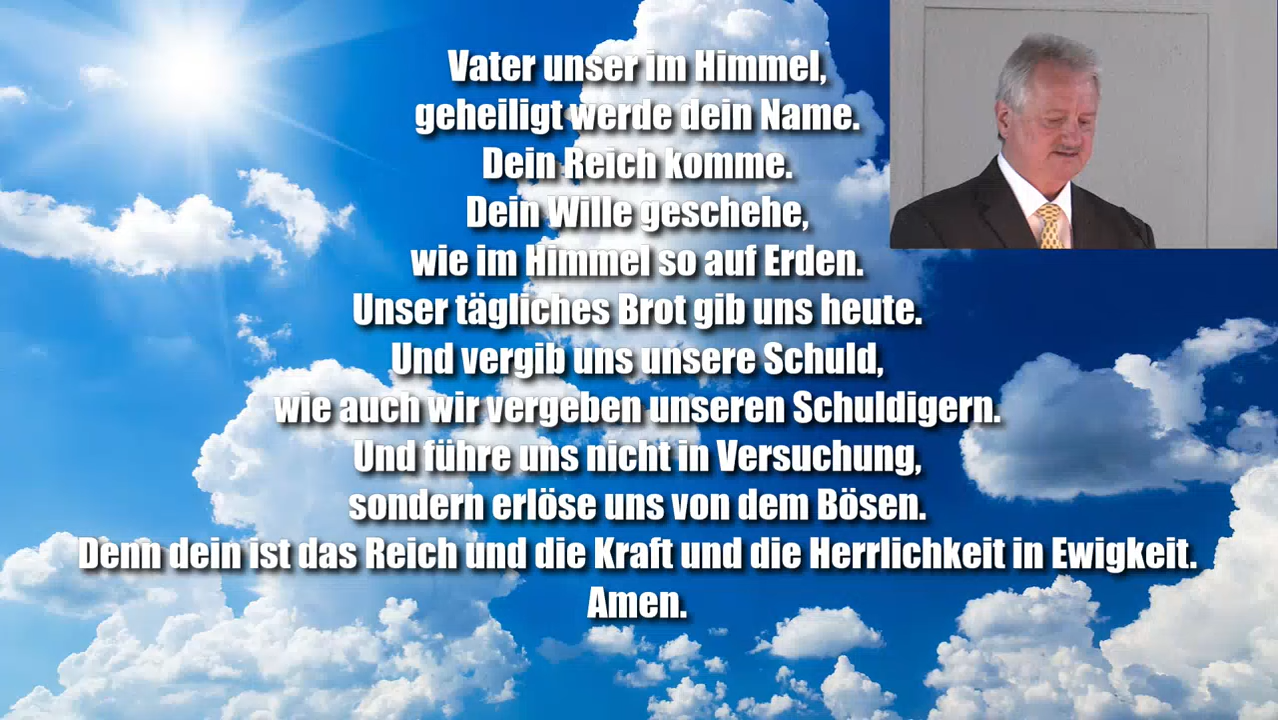 Vater unser im Himmel,
geheiligt werde dein Name.
Dein Reich komme.
Dein Wille geschehe,
wie im Himmel so auf Erden.
Unser tägliches Brot gib uns heute.
Und vergib uns unsere Schuld,
wie auch wir vergeben unseren Schuldigern.
Und führe uns nicht in Versuchung,
sondern erlöse uns von dem Bösen.
Denn dein ist das Reich und die Kraft und die Herrlichkeit in Ewigkeit.
Amen.